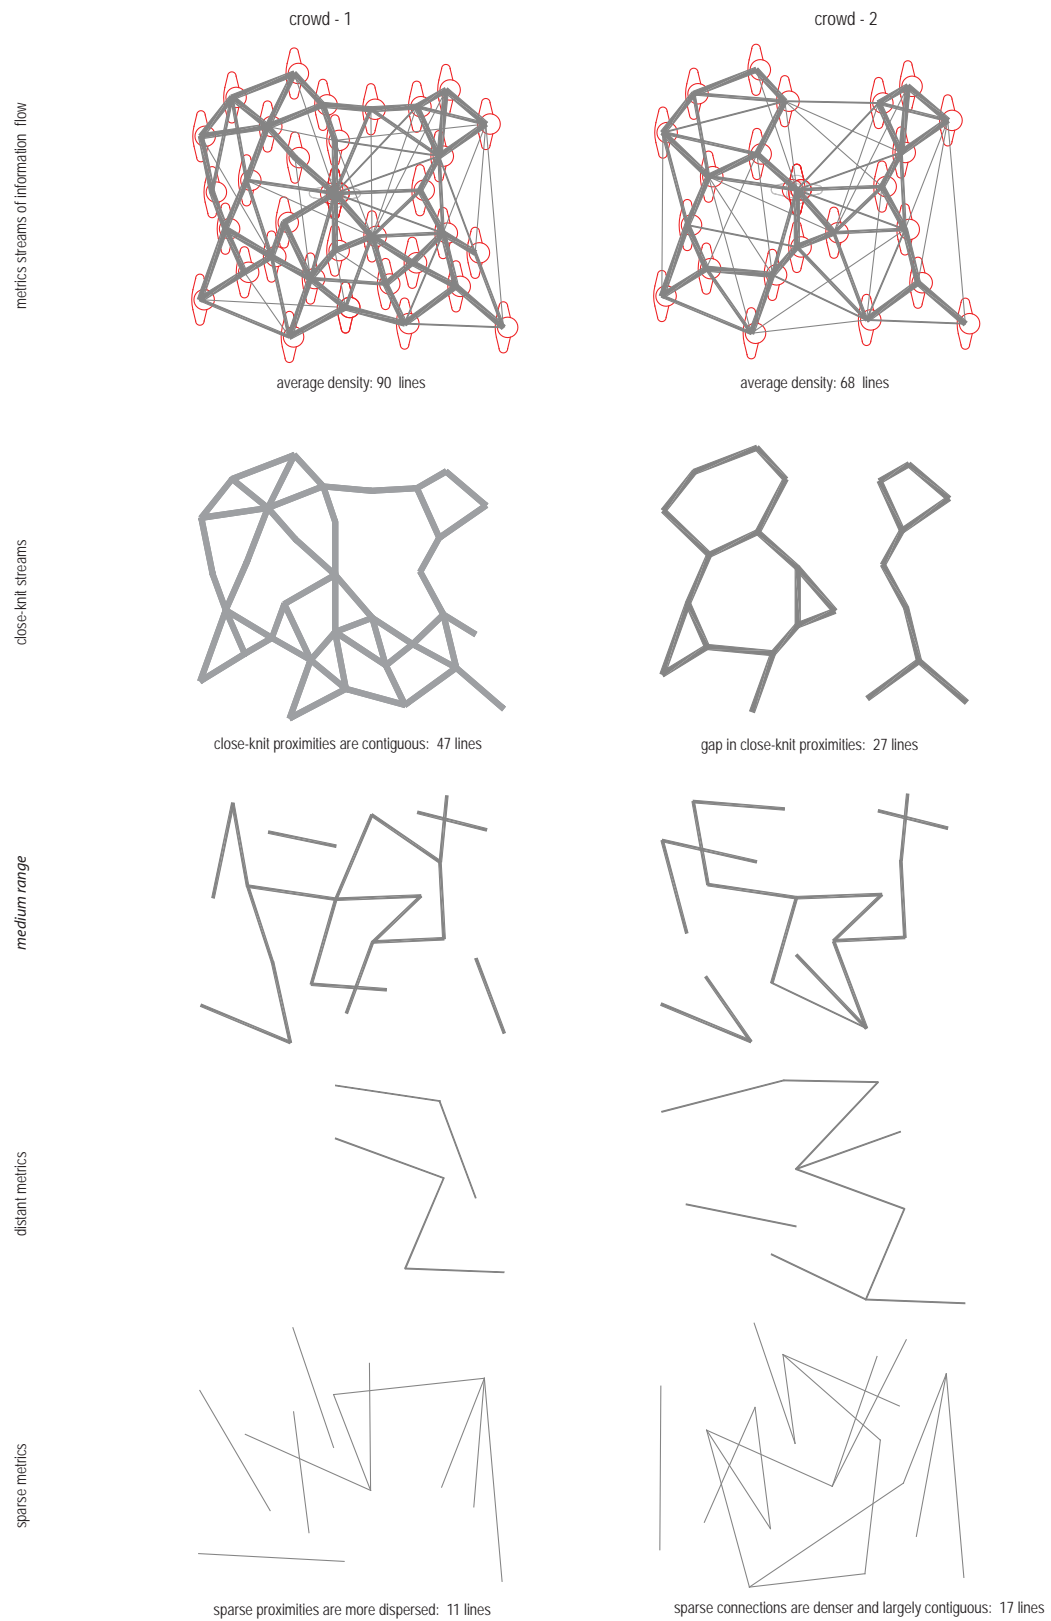 crowd - 1
crowd - 2
metrics streams of information flow
average density: 90 lines
average density: 68 lines
close-knit streams
close-knit proximities are contiguous: 47 lines
gap in close-knit proximities: 27 lines
medium range
distant metrics
sparse metrics
sparse proximities are more dispersed: 11 lines
sparse connections are denser and largely contiguous: 17 lines